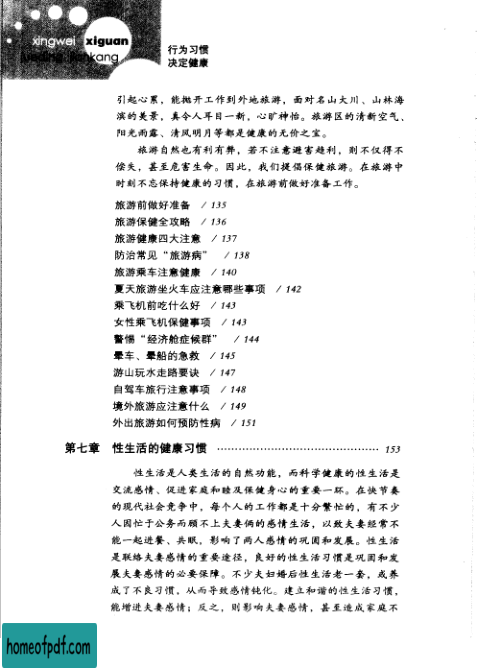 xingwei xiguan
jueding jiankang
行为习惯
决定健康
引起心累，能抛开工作到外地旅游，面对名山大川、山林海
滨的美景，真令人耳目一新，心旷神怡。旅游区的清新空气、
阳光雨露、清风明月等都是健康的无价之宝。
旅游自然也有利有弊，若不注意避害趋利，则不仅得不
偿失，甚至危害生命。因此，我们提倡保健旅游。在旅游中
时刻不忘保持健康的习惯，在旅游前做好准备工作。
旅游前做好准备 / 135
旅游保健全攻略 / 136
旅游健康四大注意 / 137
防治常见“旅游病” / 138
旅游乘车注意健康 / 140
夏天旅游坐火车应注意哪些事项 / 142
乘飞机前吃什么好 / 143
女性乘飞机保健事项 / 143
警惕“经济舱症候群” / 144
晕车、晕船的急救 / 145
游山玩水走路要诀 / 147
自驾车旅行注意事项 / 148
境外旅游应注意什么 / 149
外出旅游如何预防性病 / 151
第七章 性生活的健康习惯 ………………………………… 153
性生活是人类生活的自然功能，而科学健康的性生活是
交流感情、促进家庭和睦及保健身心的重要一环。在快节奏
的现代社会竞争中，每个人的工作都是十分繁忙的，有不少
人因忙于公务而顾不上夫妻俩的感情生活，以致夫妻经常不
能一起进餐、共眠，影响了两人感情的巩固和发展。性生活
是联络夫妻感情的重要途径，良好的性生活习惯是巩固和发
展夫妻感情的必要保障。不少夫妇婚后性生活老一套，或养
成了不良习惯，从而导致感情钝化。建立和谐的性生活习惯，
能增进夫妻感情；反之，则影响夫妻感情，甚至造成家庭不
homeofpdf.com